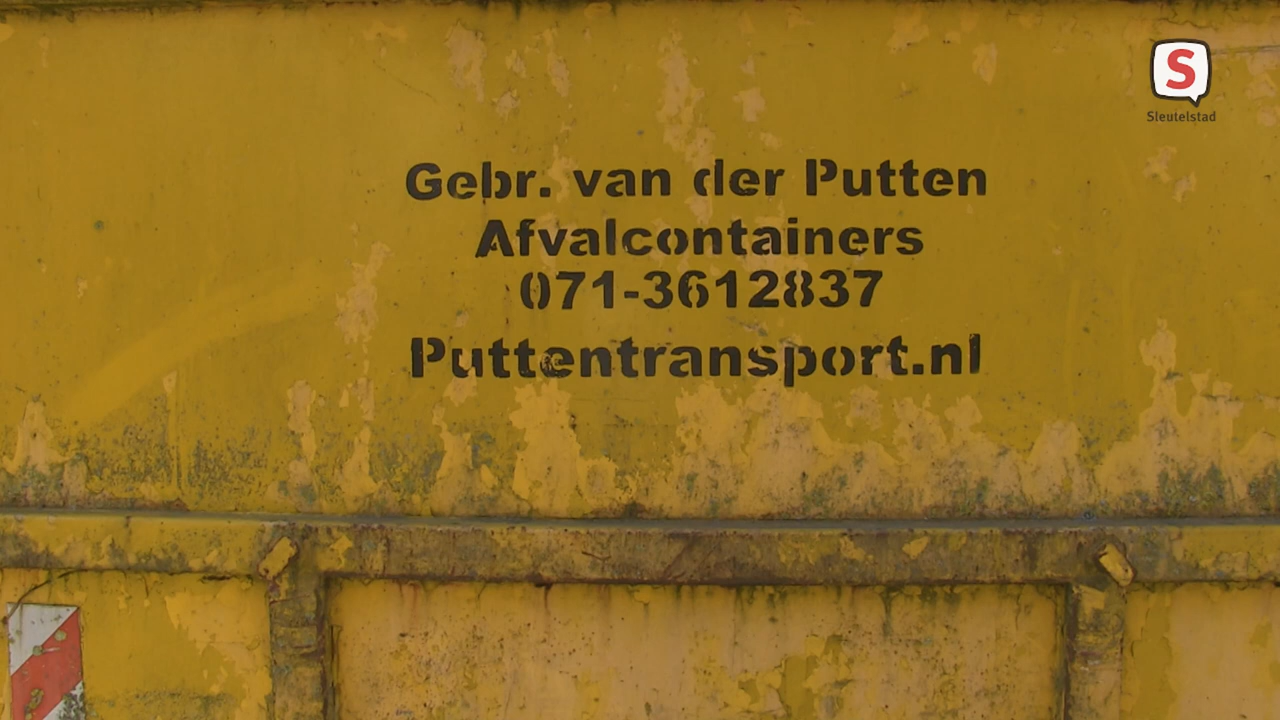 S
Sleutelstad
Gebr. van der Putten
Afvalcontainers
071-3612837
Puttentransport.nl